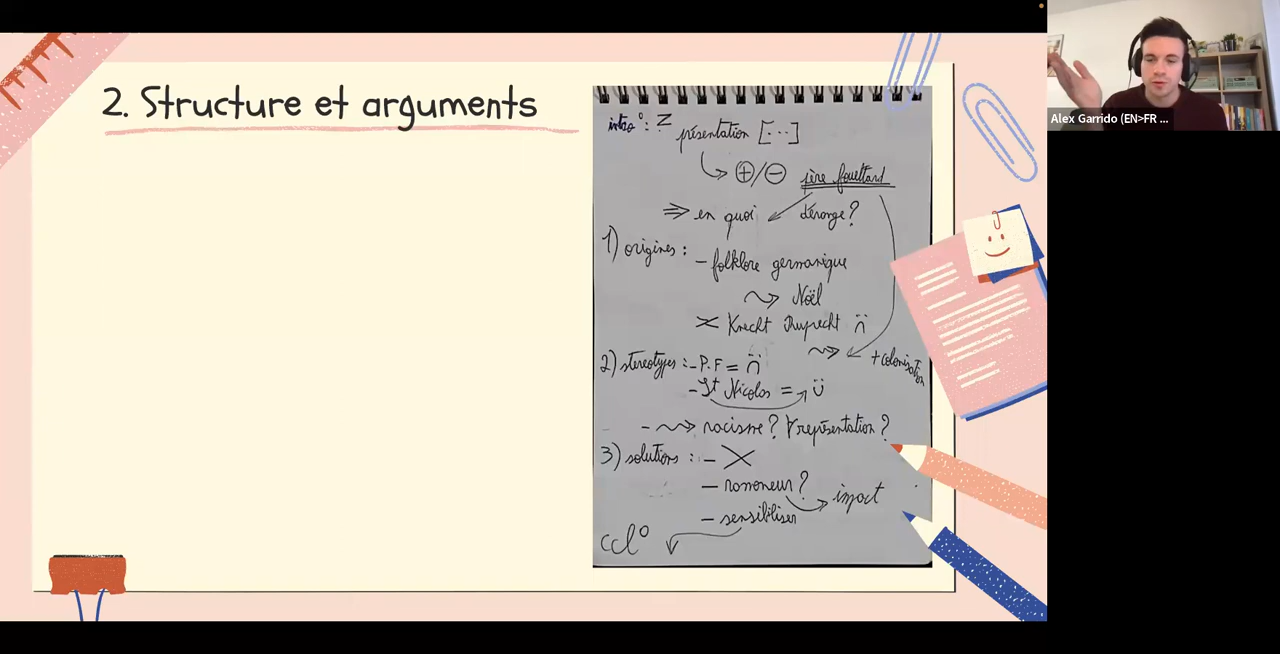 2. Structure et arguments
intro° :
présentation [...]
⊕/⊖ père fouettard
⇒ en quoi dérange ?
1) origines :
- folklore germanique
Noël
Knecht Ruprecht
+ colonisation
2) stéréotypes : - P.F =
- St Nicolas =
- racisme ? représentation ?
3) solutions : -
- ramoneur ? impact
- sensibiliser
ccl°
Alex Garrido (EN>FR ...